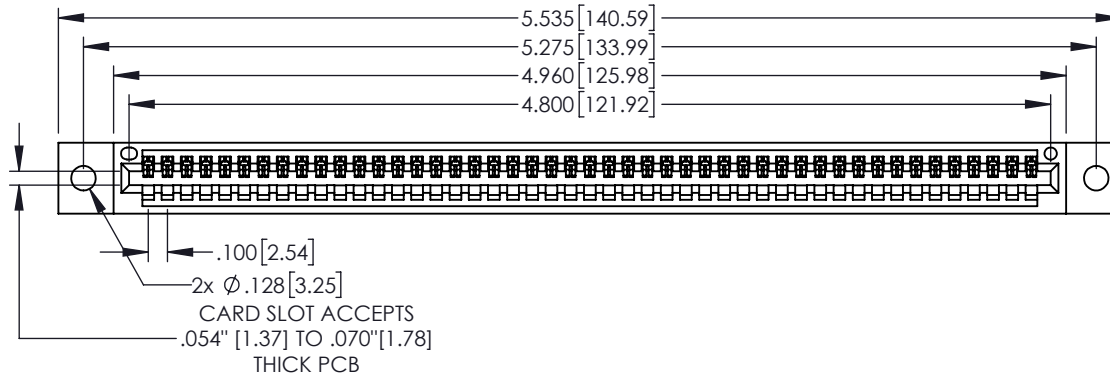 5.535[140.59]
5.275[133.99]
4.960[125.98]
4.800[121.92]
.100[2.54]
2x Ø.128[3.25]
CARD SLOT ACCEPTS
.054" [1.37] TO .070"[1.78]
THICK PCB